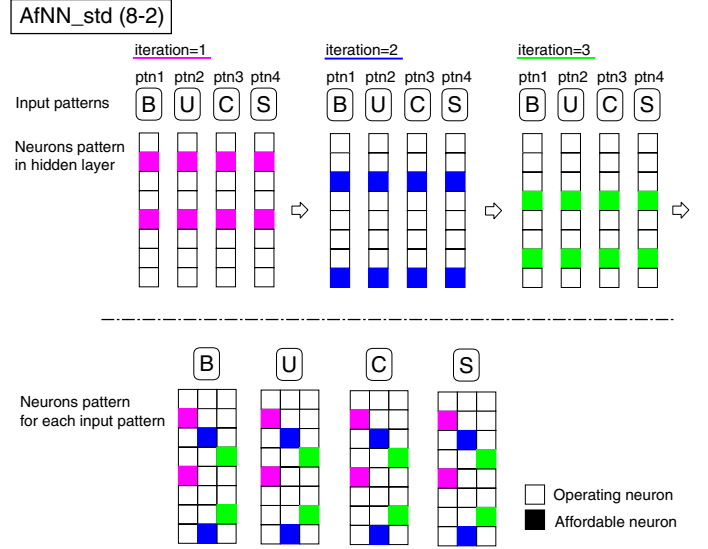 AfNN_std (8-2)
iteration=1 iteration=2 iteration=3
ptn1 ptn2 ptn3 ptn4 ptn1 ptn2 ptn3 ptn4 ptn1 ptn2 ptn3 ptn4
Input patterns B U C S B U C S B U C S
Neurons pattern
in hidden layer
B U C S
Neurons pattern
for each input pattern
Operating neuron
Affordable neuron